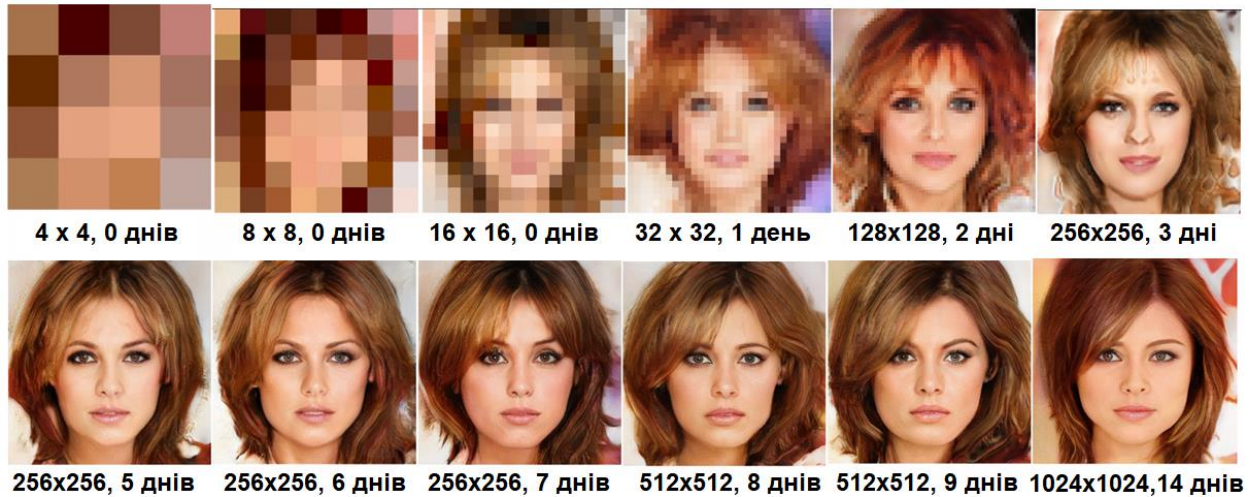 4 x 4, 0 днів
8 x 8, 0 днів
16 x 16, 0 днів
32 x 32, 1 день
128x128, 2 дні
256x256, 3 дні
256x256, 5 днів
256x256, 6 днів
256x256, 7 днів
512x512, 8 днів
512x512, 9 днів
1024x1024,14 днів